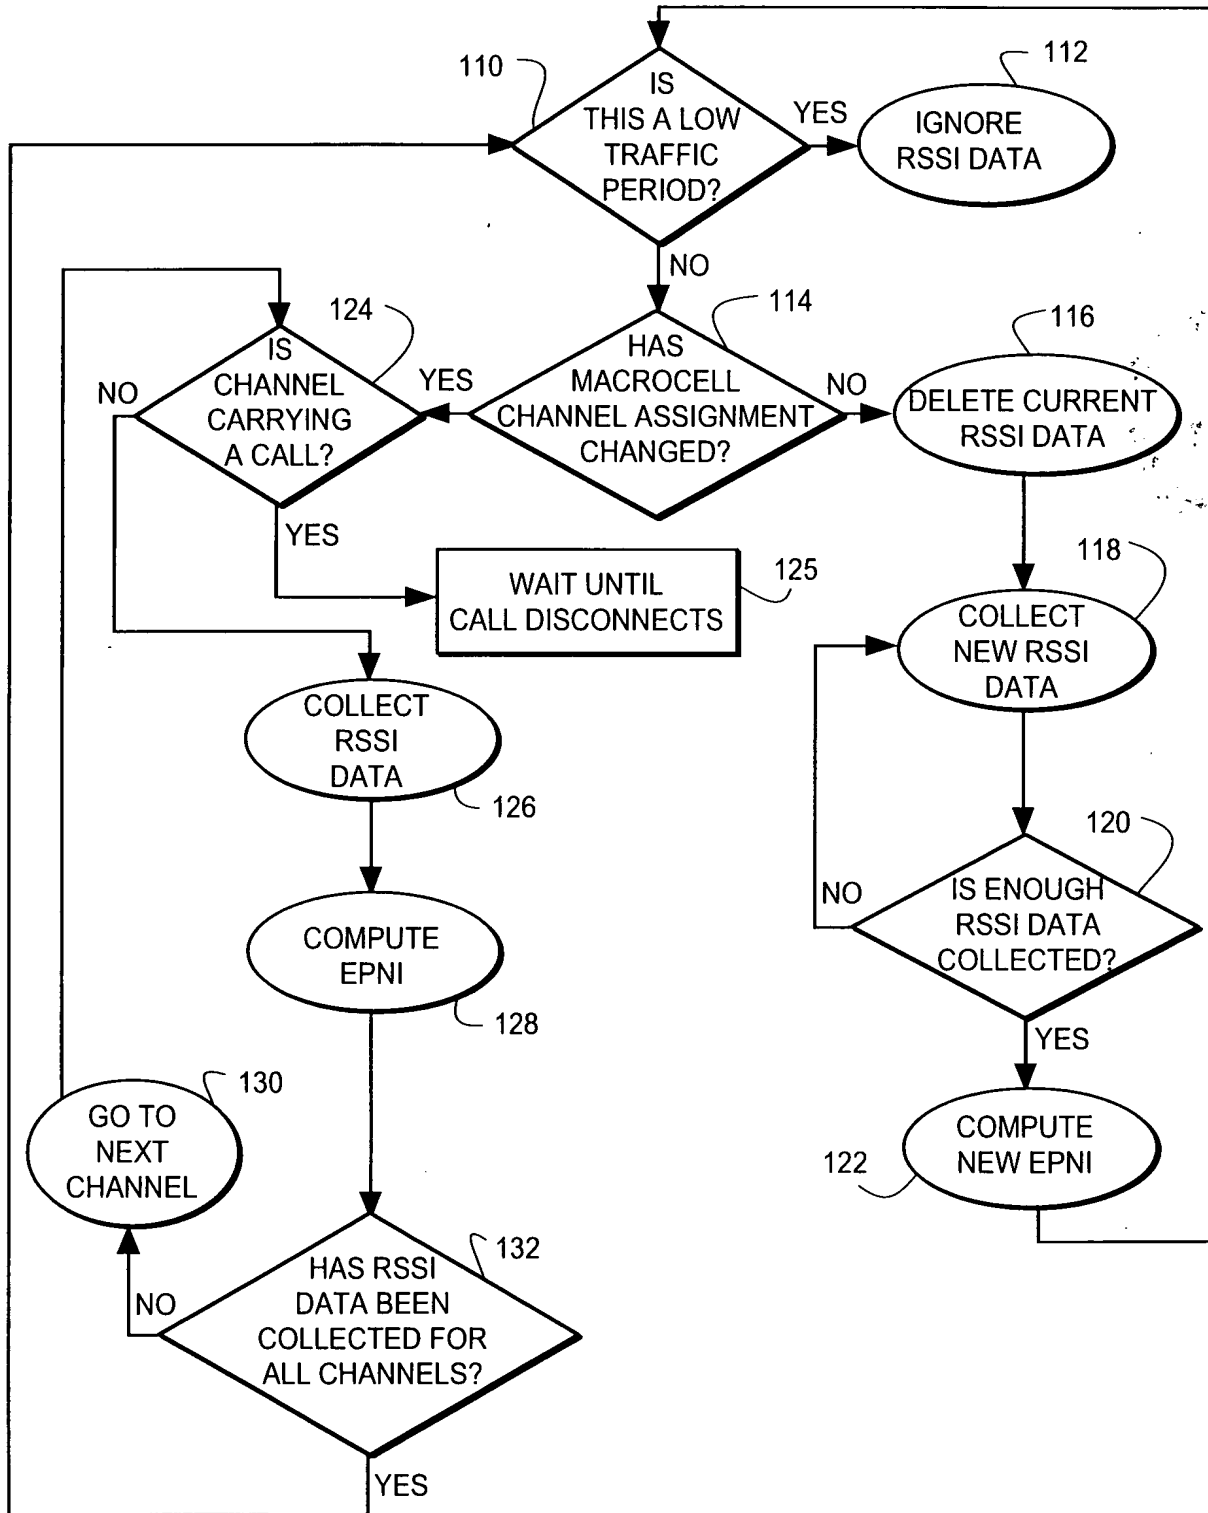 110
IS
THIS A LOW
TRAFFIC
PERIOD?
YES
112
IGNORE
RSSI DATA
NO
114
HAS
MACROCELL
CHANNEL ASSIGNMENT
CHANGED?
YES
NO
116
DELETE CURRENT
RSSI DATA
124
IS
CHANNEL
CARRYING
A CALL?
NO
YES
125
WAIT UNTIL
CALL DISCONNECTS
118
COLLECT
NEW RSSI
DATA
COLLECT
RSSI
DATA
126
120
IS ENOUGH
RSSI DATA
COLLECTED?
NO
YES
COMPUTE
EPNI
128
130
GO TO
NEXT
CHANNEL
COMPUTE
NEW EPNI
122
132
HAS RSSI
DATA BEEN
COLLECTED FOR
ALL CHANNELS?
NO
YES